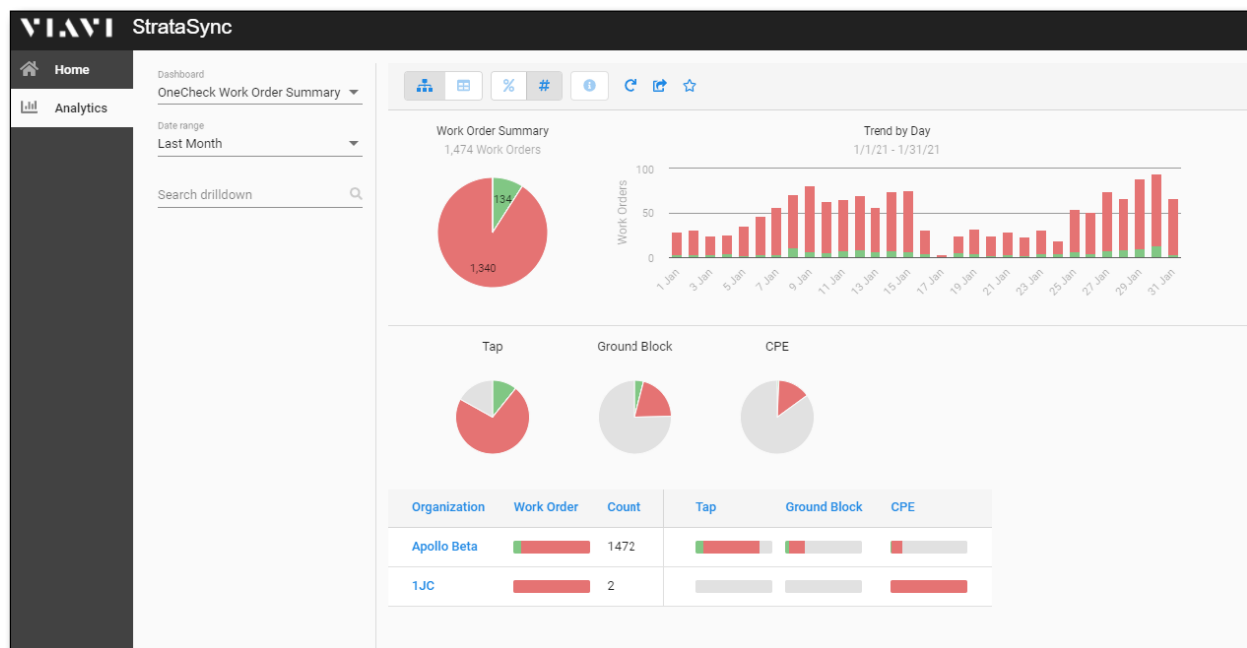 VIAVI StrataSync
Home
Analytics
Dashboard
OneCheck Work Order Summary
Date range
Last Month
Search drilldown
%
#
Work Order Summary
1,474 Work Orders
134
1,340
Trend by Day
1/1/21 - 1/31/21
Work Orders
100
50
0
1 Jan
3 Jan
5 Jan
7 Jan
9 Jan
11 Jan
13 Jan
15 Jan
17 Jan
19 Jan
21 Jan
23 Jan
25 Jan
27 Jan
29 Jan
31 Jan
Tap
Ground Block
CPE
Organization Work Order Count Tap Ground Block CPE
Apollo Beta 1472
1JC 2